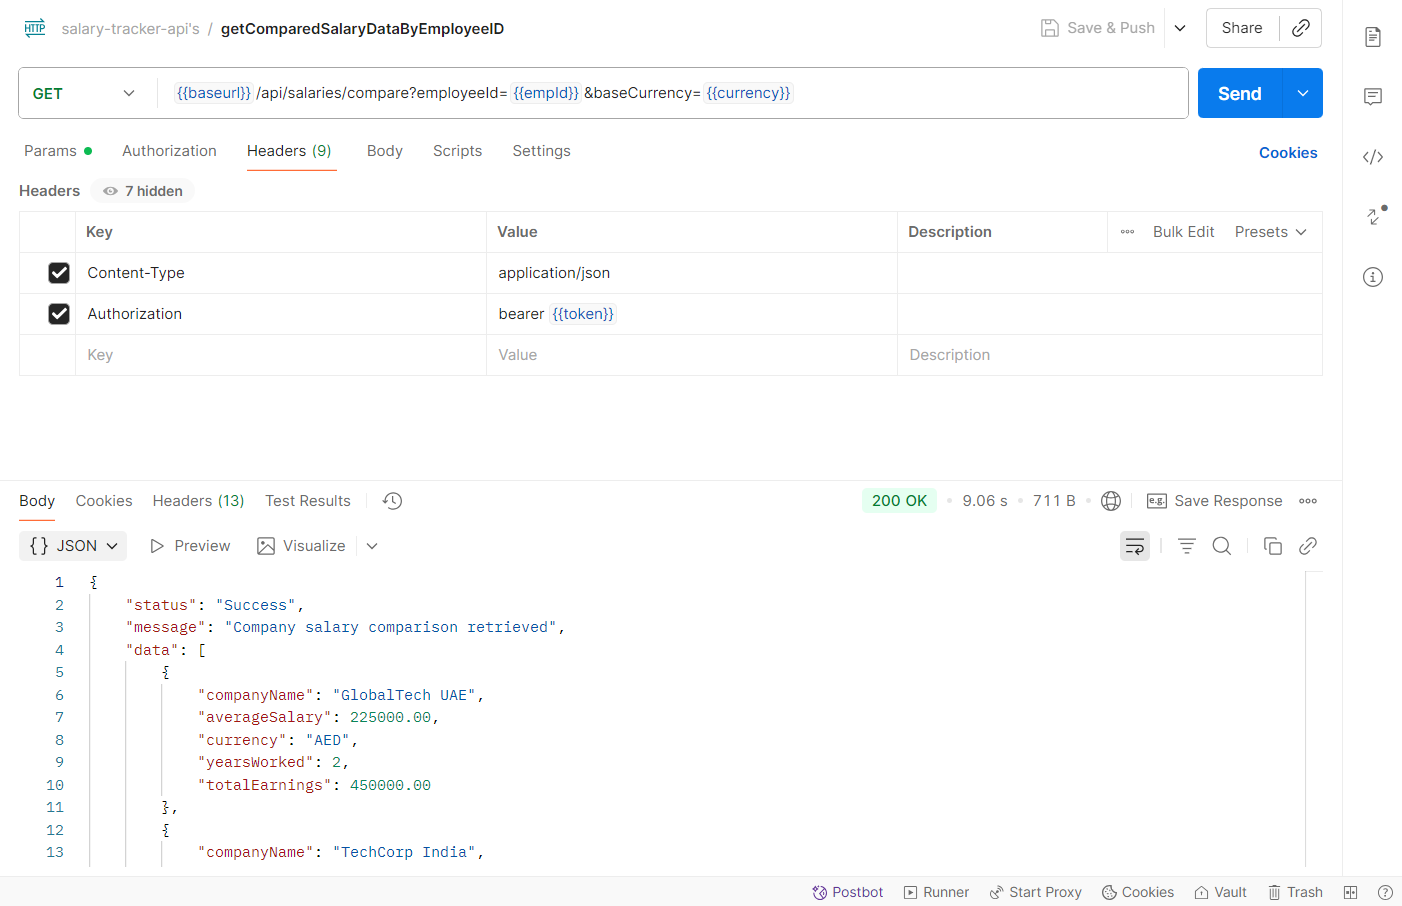 HTTP salary-tracker-api's / getComparedSalaryDataByEmployeeID Save & Push Share
GET {{baseurl}} /api/salaries/compare?employeeId= {{empId}} &baseCurrency= {{currency}} Send
Params Authorization Headers (9) Body Scripts Settings Cookies
Headers 7 hidden
Key Value Description Bulk Edit Presets
Content-Type application/json
Authorization bearer {{token}}
Key Value Description
Body Cookies Headers (13) Test Results 200 OK 9.06 s 711 B e.g. Save Response
{} JSON Preview Visualize
1 {
2 "status": "Success",
3 "message": "Company salary comparison retrieved",
4 "data": [
5 {
6 "companyName": "GlobalTech UAE",
7 "averageSalary": 225000.00,
8 "currency": "AED",
9 "yearsWorked": 2,
10 "totalEarnings": 450000.00
11 },
12 {
13 "companyName": "TechCorp India",
Postbot Runner Start Proxy Cookies Vault Trash